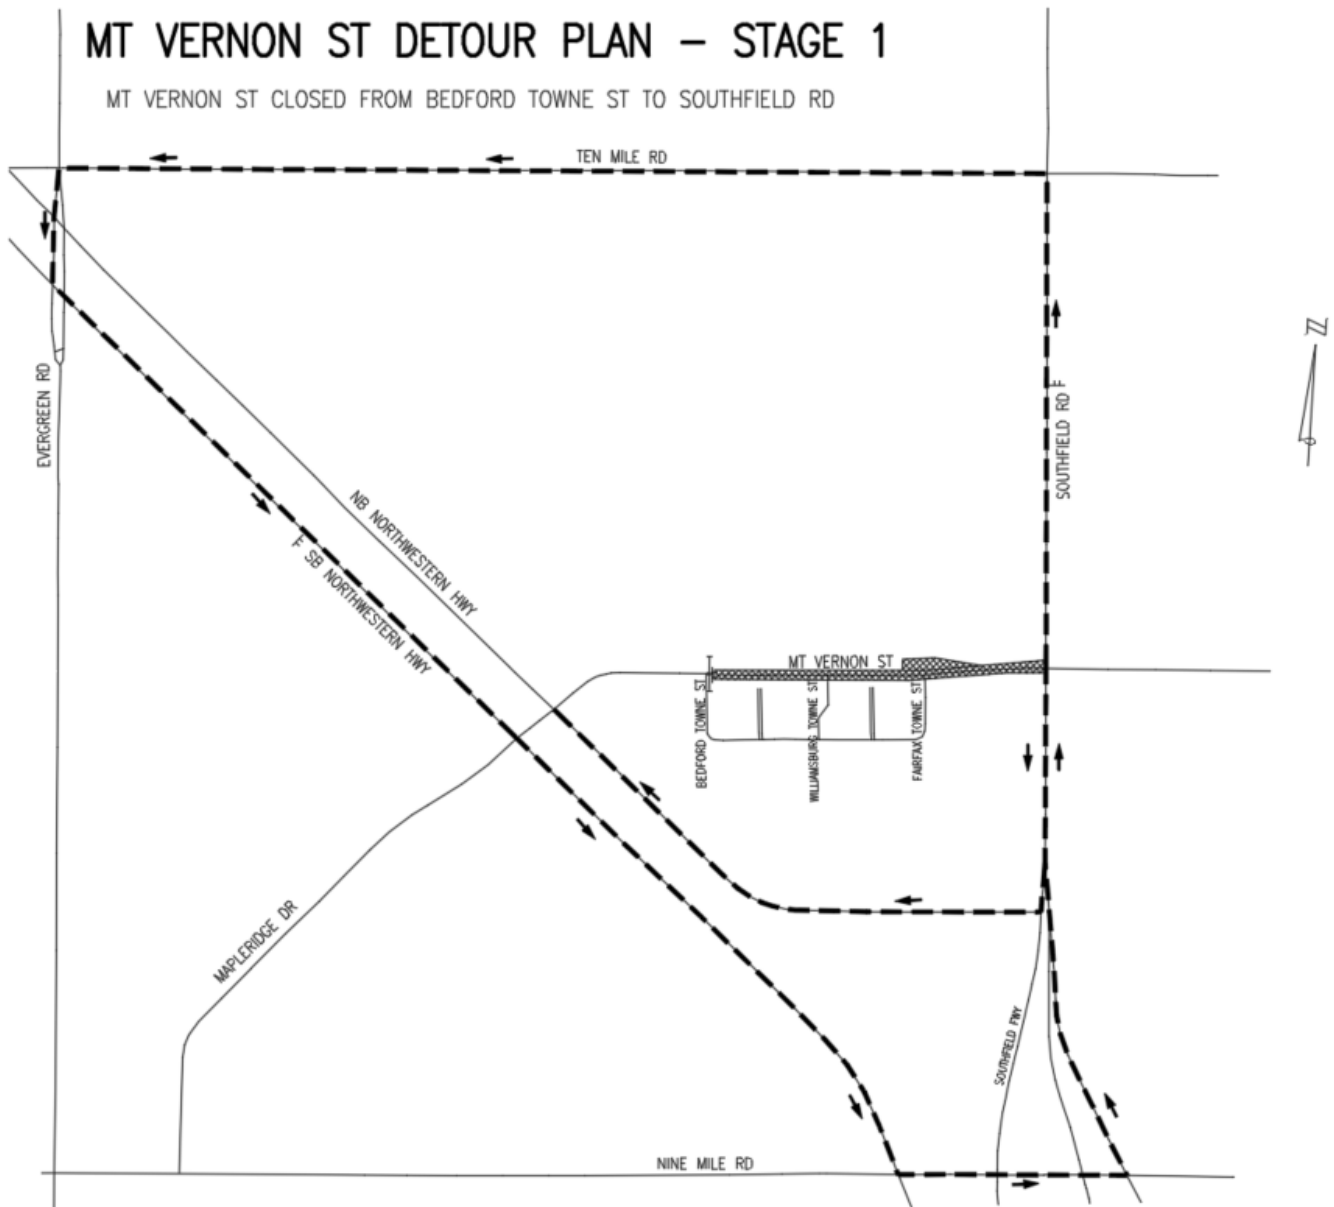 MT VERNON ST DETOUR PLAN – STAGE 1
MT VERNON ST CLOSED FROM BEDFORD TOWNE ST TO SOUTHFIELD RD
TEN MILE RD
N
EVERGREEN RD
SOUTHFIELD RD F
NB NORTHWESTERN HWY
F SB NORTHWESTERN HWY
MT VERNON ST
BEDFORD TOWNE ST
WILLIAMSBURG TOWNE ST
FAIRFAX TOWNE ST
MAPLERIDGE DR
SOUTHFIELD FWY
NINE MILE RD